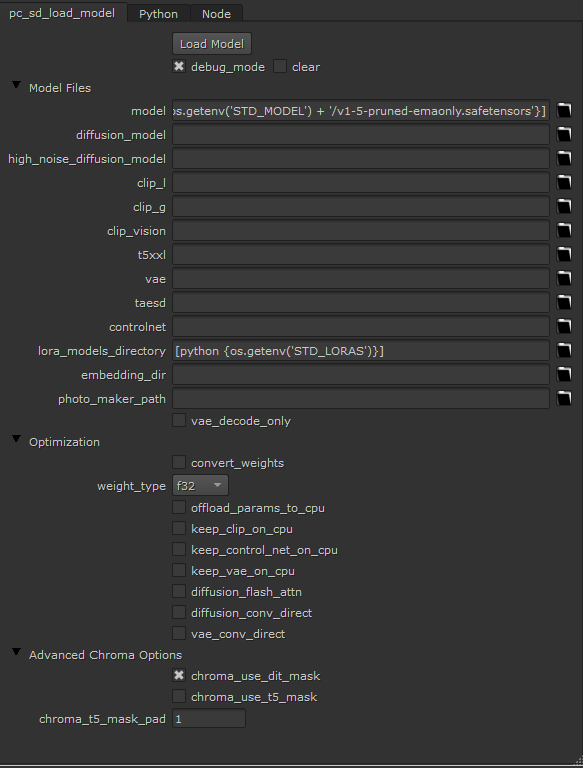 pc_sd_load_model Python Node
Load Model
debug_mode clear
Model Files
model os.getenv('STD_MODEL') + '/v1-5-pruned-emaonly.safetensors'}]
diffusion_model
high_noise_diffusion_model
clip_l
clip_g
clip_vision
t5xxl
vae
taesd
controlnet
lora_models_directory [python {os.getenv('STD_LORAS')}]
embedding_dir
photo_maker_path
vae_decode_only
Optimization
convert_weights
weight_type f32
offload_params_to_cpu
keep_clip_on_cpu
keep_control_net_on_cpu
keep_vae_on_cpu
diffusion_flash_attn
diffusion_conv_direct
vae_conv_direct
Advanced Chroma Options
chroma_use_dit_mask
chroma_use_t5_mask
chroma_t5_mask_pad 1